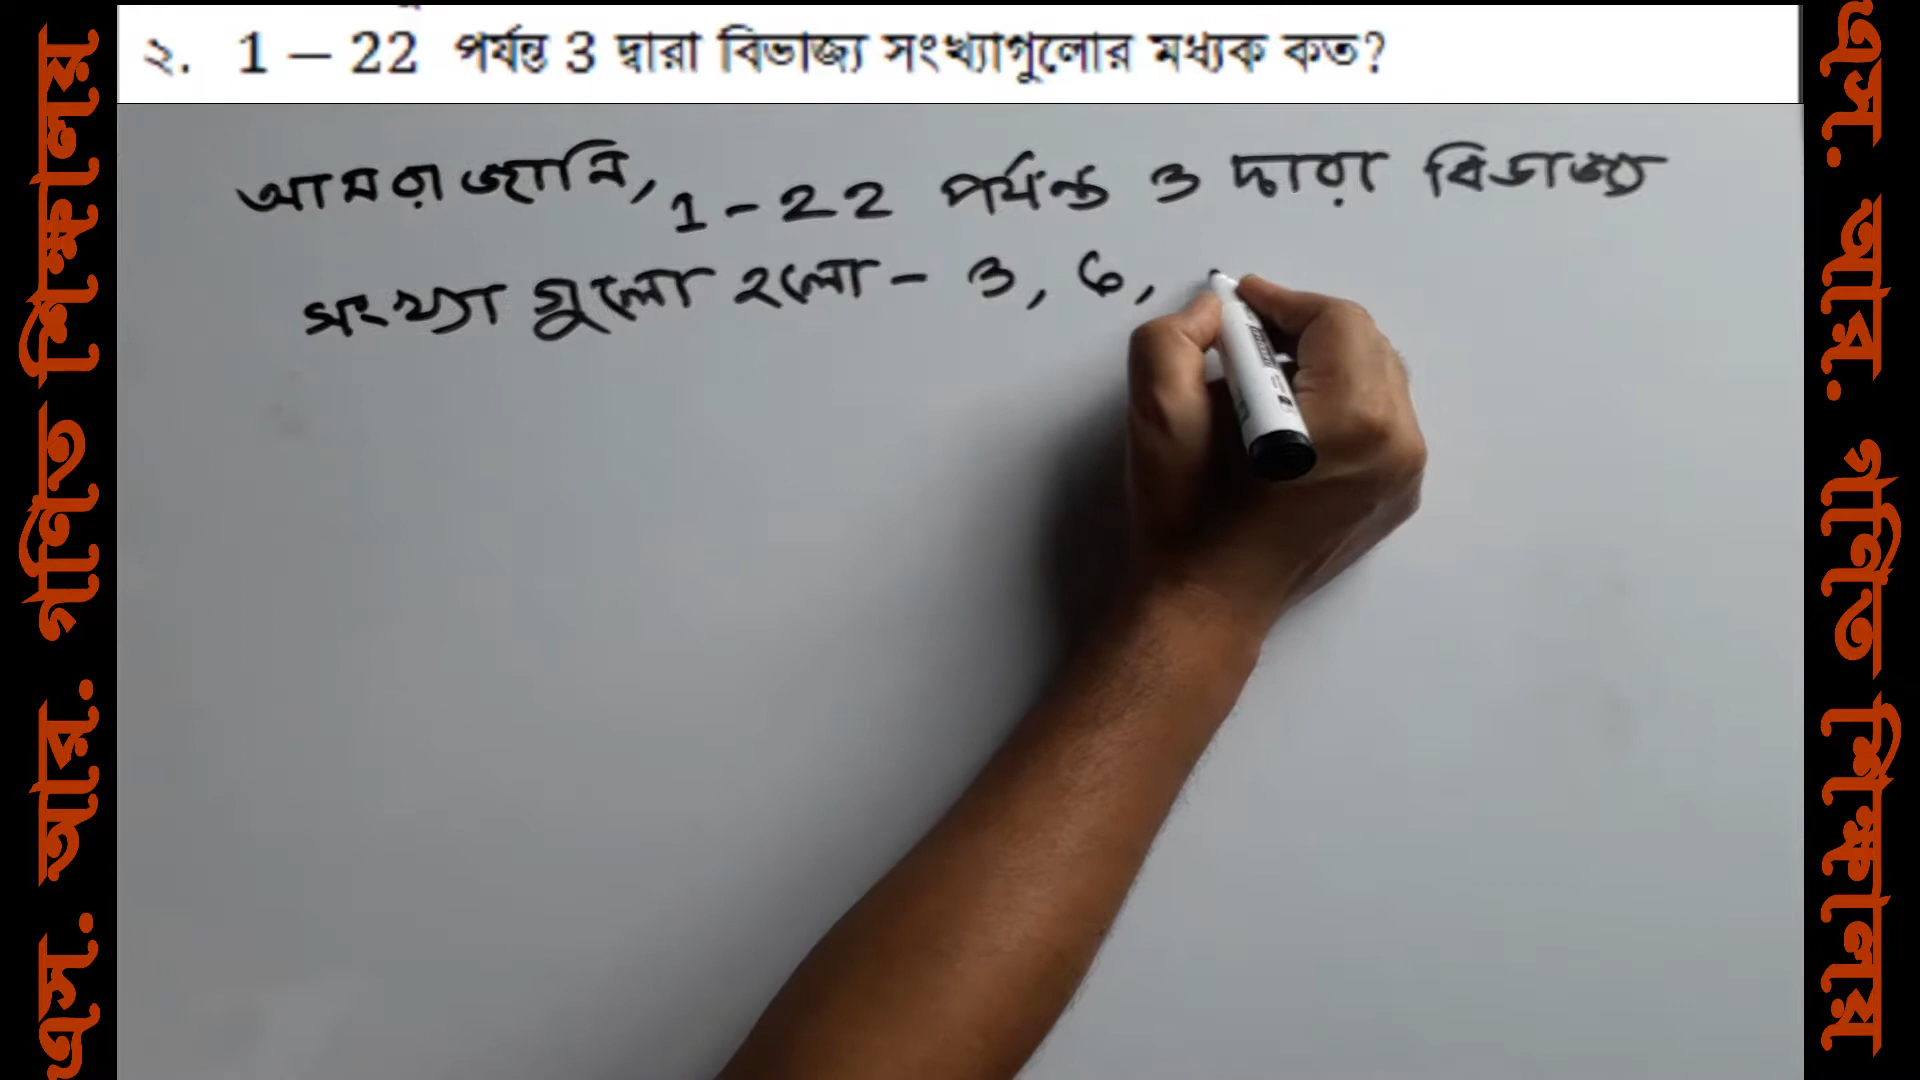 ২. 1 – 22 পর্যন্ত 3 দ্বারা বিভাজ্য সংখ্যাগুলোর মধ্যক কত?
আমরা জানি, 1-22 পর্যন্ত 3 দ্বারা বিভাজ্য
সংখ্যা গুলো হলো - 3, 6,
এস. আর. গণিত শিক্ষালয়
এস. আর. গণিত শিক্ষালয়